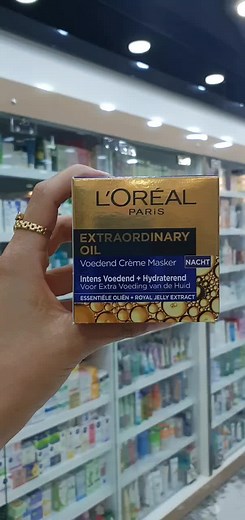 L'ORÉAL
PARIS
EXTRAORDINARY
OIL
Voedend Crème Masker NACHT
Intens Voedend + Hydraterend
Voor Extra Voeding van de Huid
ESSENTIËLE OLIËN + ROYAL JELLY EXTRACT